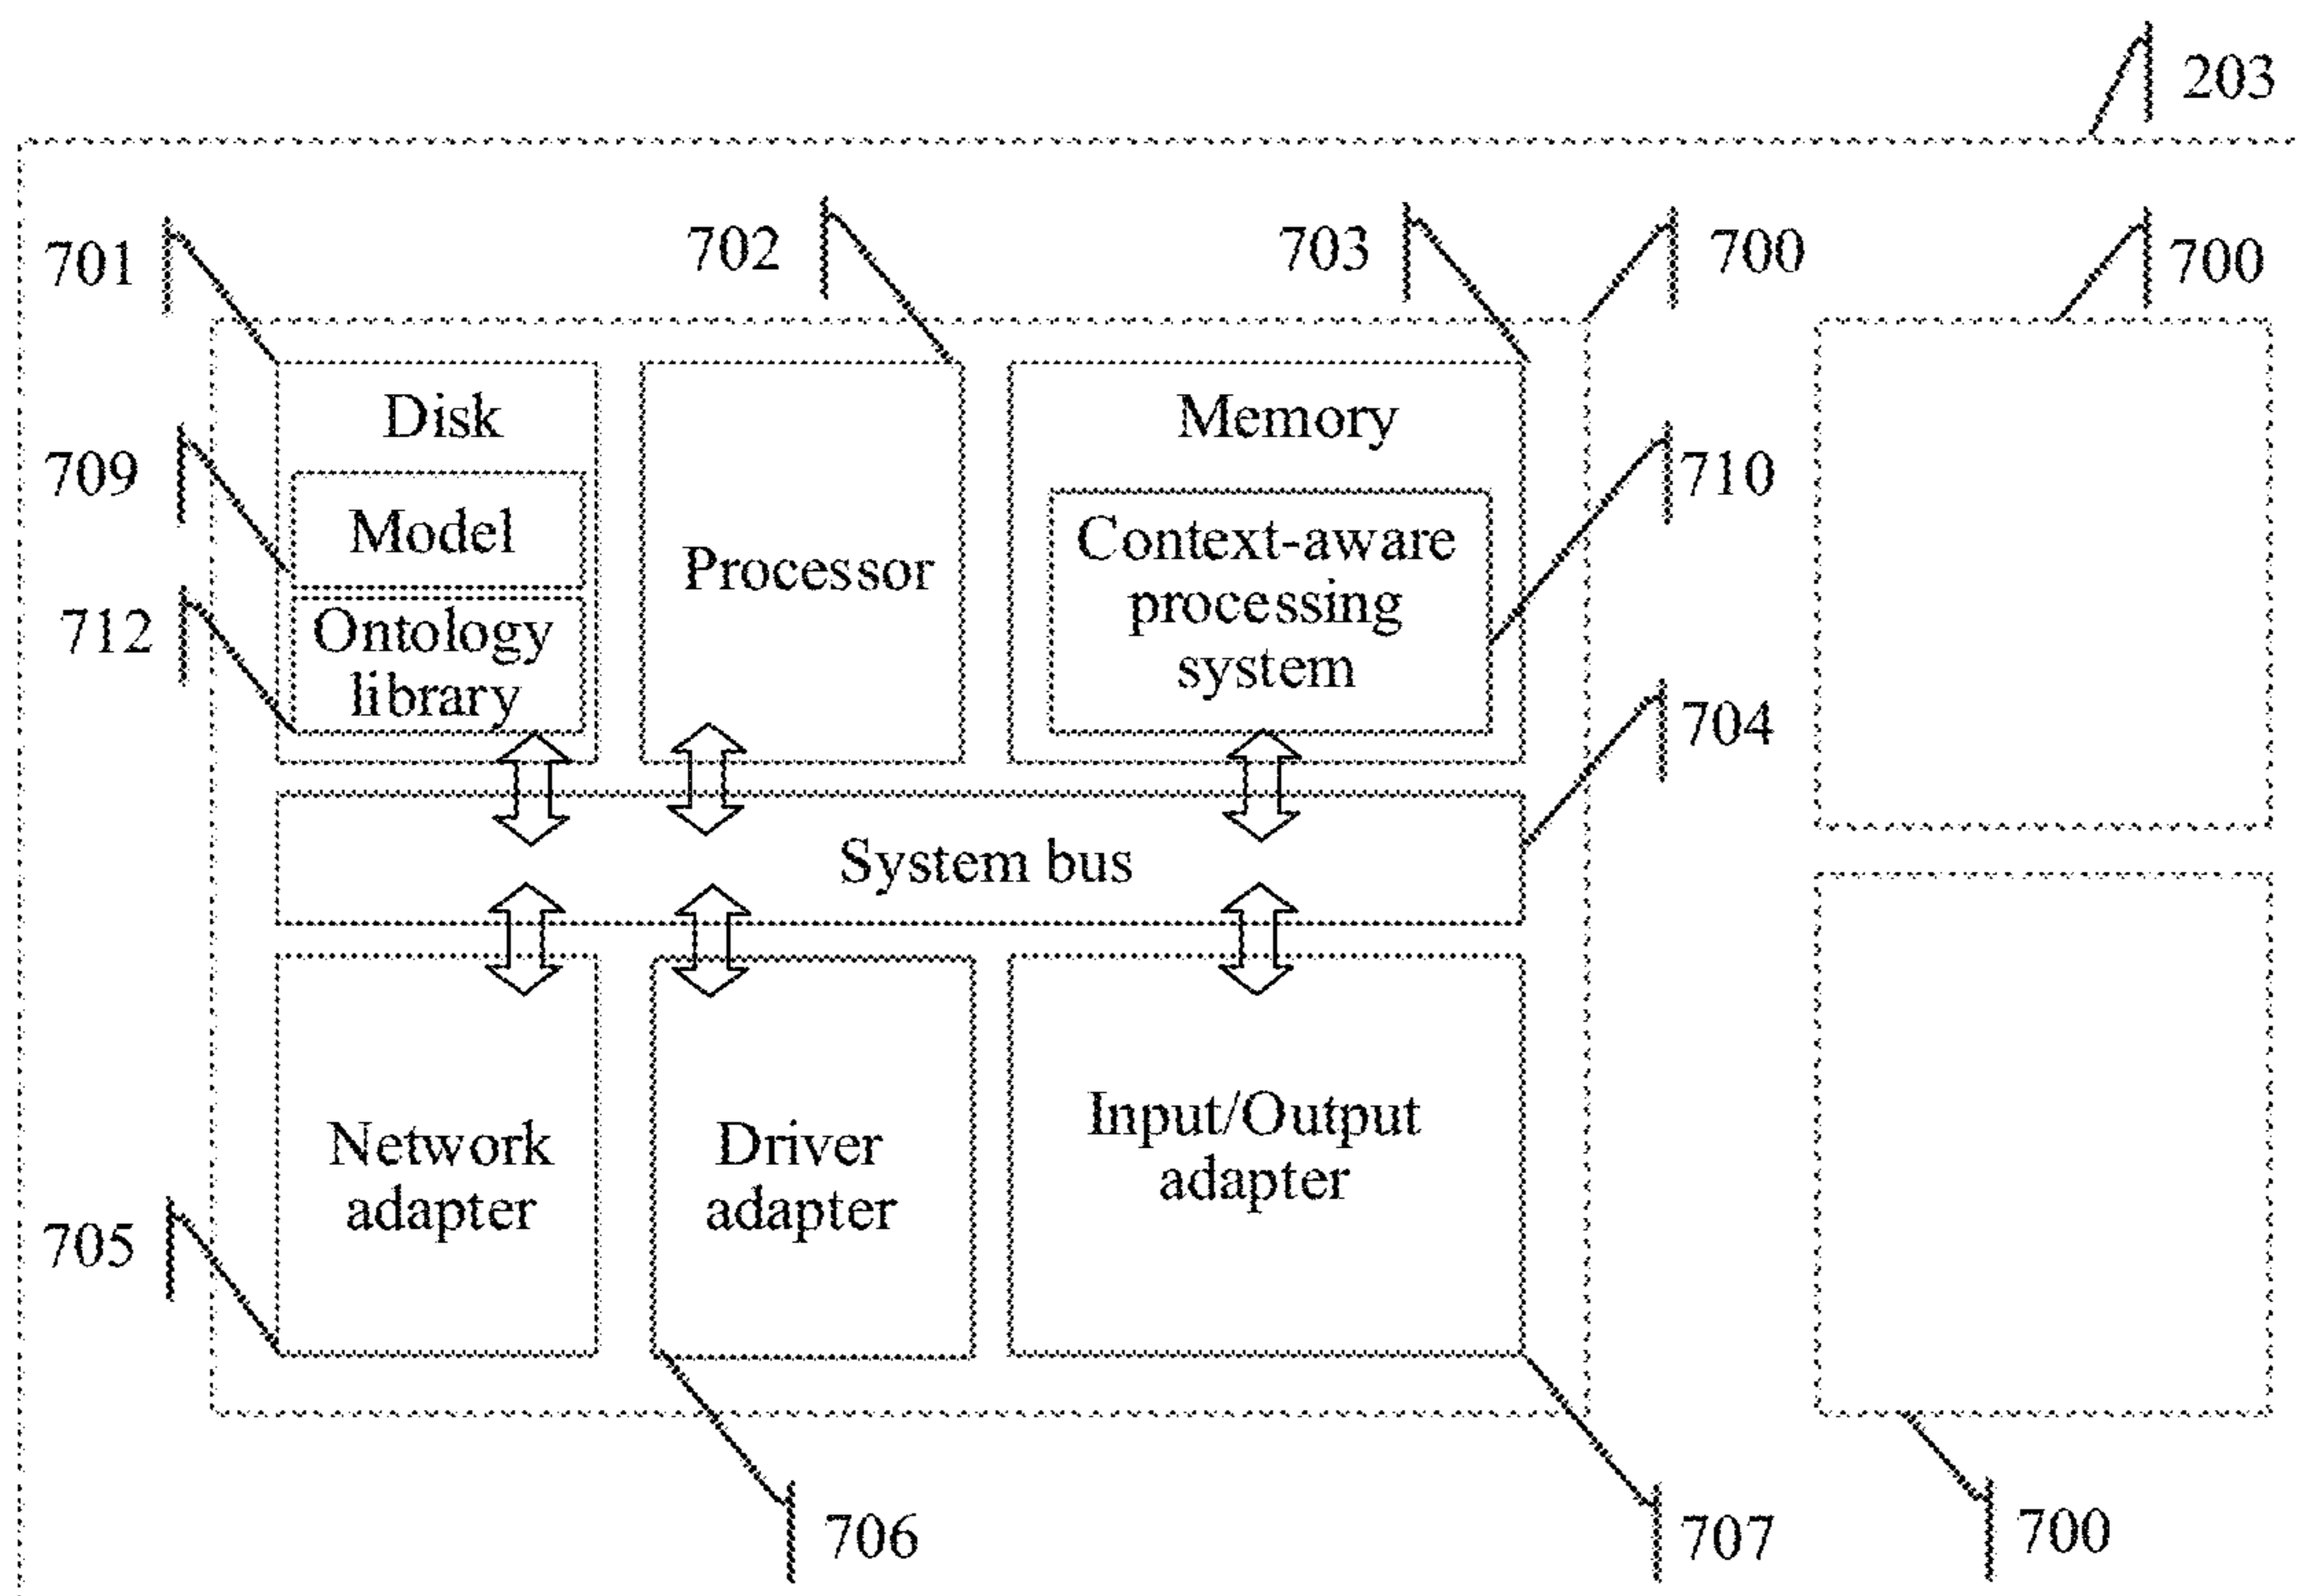 203
701
702
703
700
700
Disk
Memory
709
710
Model
Context-aware
processing
system
Processor
712
Ontology
library
704
System bus
Network
adapter
Driver
adapter
Input/Output
adapter
705
706
707
700